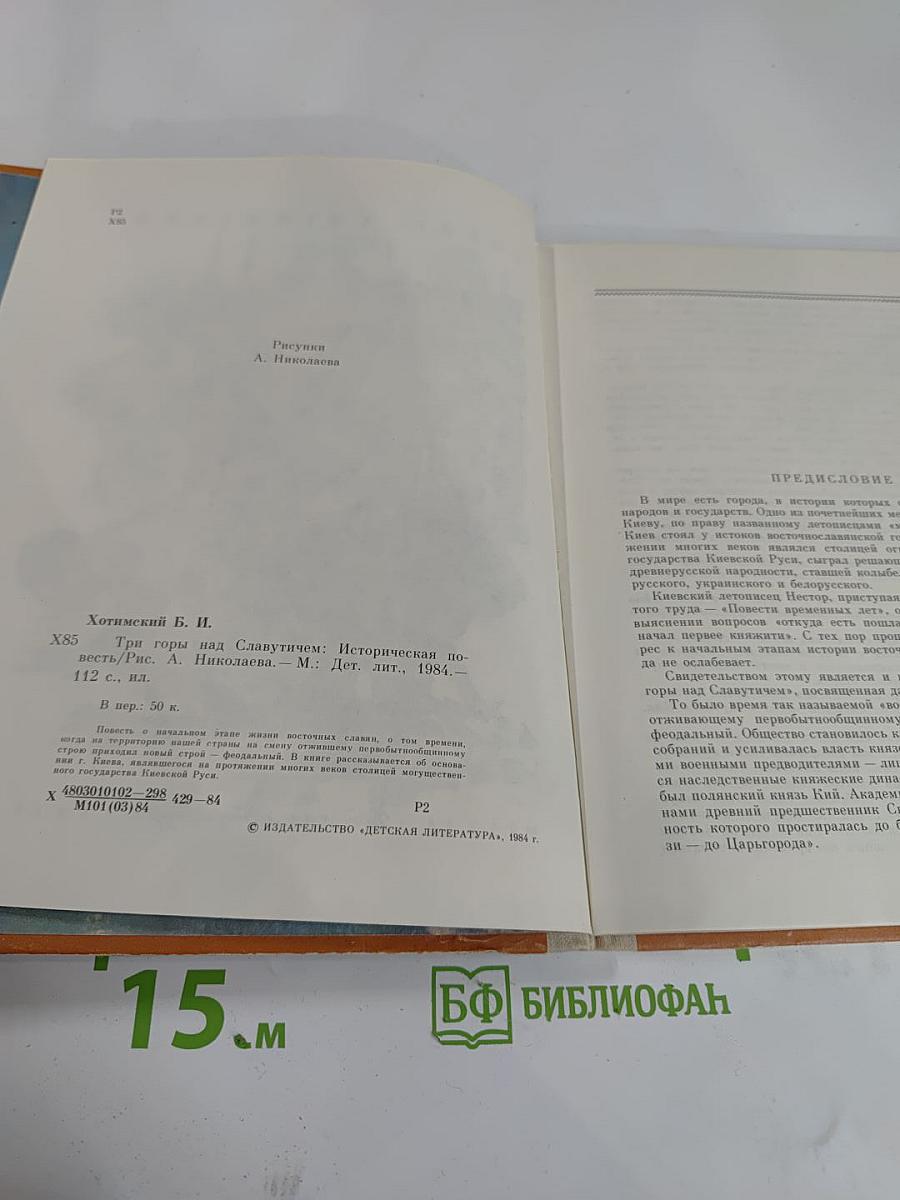 Р2
Х85
Рисунки
А. Николаева
Хотимский Б. И.
Х85 Три горы над Славутичем: Историческая по-
весть/Рис. А. Николаева.— М.: Дет. лит., 1984.—
112 с., ил.
В пер.: 50 к.
Повесть о начальном этапе жизни восточных славян, о том времени,
когда на территорию нашей страны на смену отжившему первобытнообщинному
строю приходил новый строй — феодальный. В книге рассказывается об основа-
нии г. Киева, являвшегося на протяжении многих веков столицей могуществен-
ного государства Киевской Руси.
Х 4803010102—298
М101(03)84 429—84
Р2
© ИЗДАТЕЛЬСТВО «ДЕТСКАЯ ЛИТЕРАТУРА», 1984 г.
ПРЕДИСЛОВИЕ
В мире есть города, в истории которых
народов и государств. Одно из почетнейших
Киеву, по праву названному летописцами
Киев стоял у истоков восточнославянской
жении многих веков являлся столицей
государства Киевской Руси, сыграл
древнерусской народности, ставшей
русского, украинского и белорусского.
Киевский летописец Нестор, приступая
того труда — «Повести временных лет»,
выяснении вопросов «откуда есть пошла
начал первее княжити». С тех пор
рес к начальным этапам истории
да не ослабевает.
Свидетельством этому является и
горы над Славутичем», посвященная
То было время так называемой
отживающему первобытнообщинному
феодальный. Общество становилось
собраний и усиливалась власть
ми военными предводителями —
ся наследственные княжеские
был полянский князь Кий.
нами древний предшественник
ность которого простиралась до
зи — до Царьгорода».
15 см
БФ БИБЛИОФАН